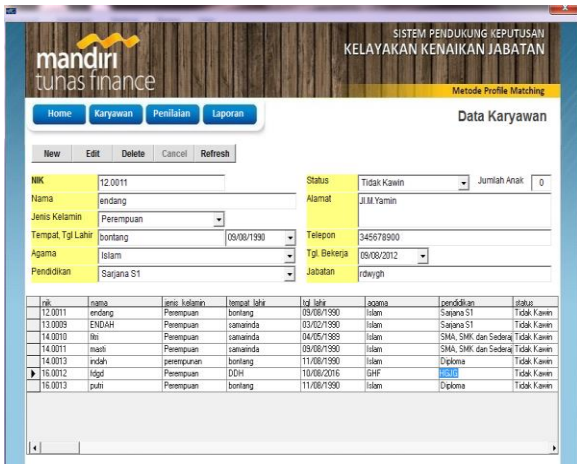 SISTEM PENDUKUNG KEPUTUSAN
KELAYAKAN KENAIKAN JABATAN
mandiri
tunas finance
Metode Profile Matching
Home Karyawan Penilaian Laporan
Data Karyawan
New Edit Delete Cancel Refresh
NIK 12.0011 Status Tidak Kawin Jumlah Anak 0
Nama endang Alamat Jl.M.Yamin
Jenis Kelamin Perempuan
Tempat, Tgl Lahir bontang 09/08/1990 Telepon 345678900
Agama Islam Tgl. Bekerja 09/08/2012
Pendidikan Sarjana S1 Jabatan rdwygh
nik nama jenis_kelamin tempat_lahir tgl_lahir agama pendidikan status
12.0011 endang Perempuan bontang 09/08/1990 Islam Sarjana S1 Tidak Kawin
13.0009 ENDAH Perempuan samarinda 03/02/1990 Islam Sarjana S1 Tidak Kawin
14.0010 fitri Perempuan samarinda 04/05/1989 Islam SMA, SMK dan Sederaj Tidak Kawin
14.0011 masti Perempuan samarinda 09/08/1990 Islam SMA, SMK dan Sederaj Tidak Kawin
14.0013 indah perempunan bontang 11/08/1990 Islam Diploma Tidak Kawin
16.0012 fdgd Perempuan DDH 10/08/2016 GHF HGJG Tidak Kawin
16.0013 putri Perempuan bontang 11/08/1990 Islam Diploma Tidak Kawin